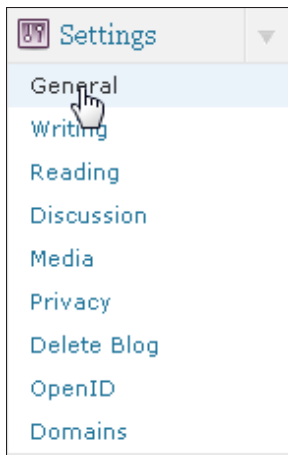 Settings
General
Writing
Reading
Discussion
Media
Privacy
Delete Blog
OpenID
Domains